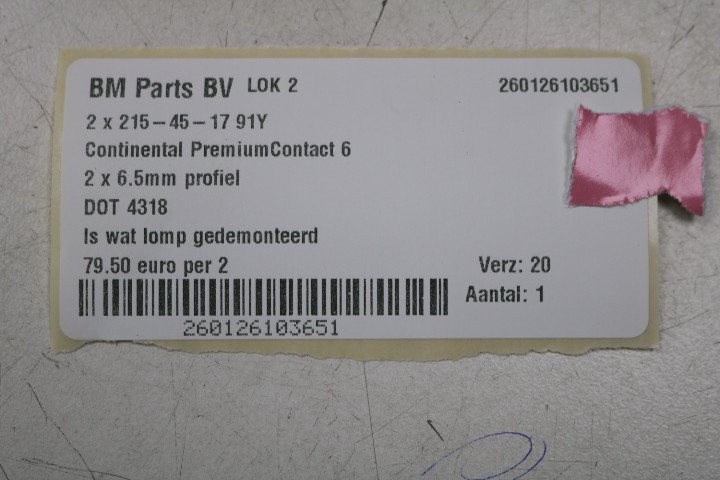 BM Parts BV LOK 2 260126103651
2 x 215-45-17 91Y
Continental PremiumContact 6
2 x 6.5mm profiel
DOT 4318
Is wat lomp gedemonteerd
79.50 euro per 2 Verz: 20
Aantal: 1
260126103651